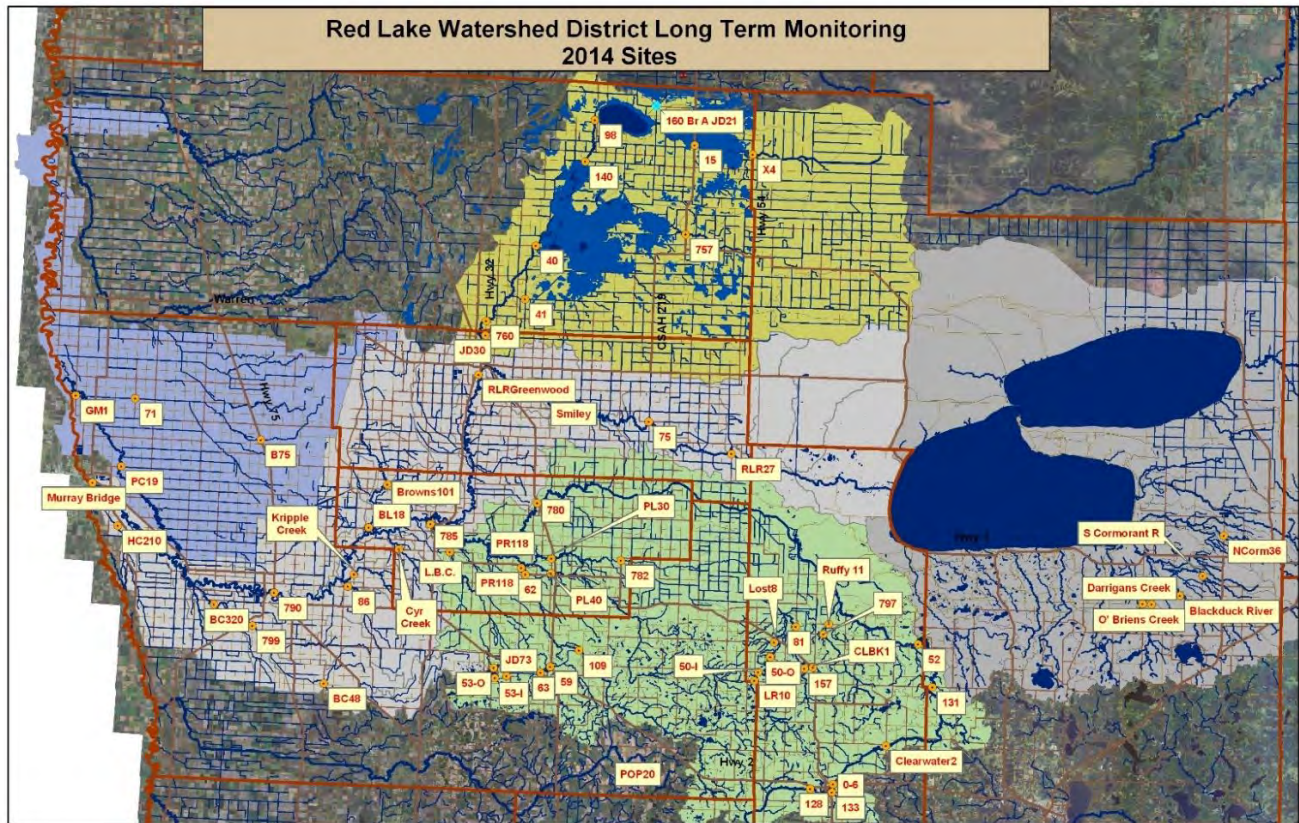 Red Lake Watershed District Long Term Monitoring
2014 Sites
160 Br A JD21
98
15
X4
140
Hwy 54
757
40
Hwy 32
CSAH 219
41
Warren
760
JD30
RLRGreenwood
Smiley
Hwy 75
GM1
71
75
B75
RLR27
PC19
Murray Bridge
Browns101
780
PL30
Kripple
Creek
BL18
HC210
785
PR118
S Cormorant R
NCorm36
L.B.C.
PR118
62
782
Lost8
Ruffy 11
Darrigans Creek
790
86
PL40
797
Blackduck River
BC320
Cyr
Creek
O' Briens Creek
799
81
JD73
109
CLBK1
52
50-I
50-O
53-O
53-I
63
59
157
LR10
BC48
131
Clearwater2
Hwy 2
POP20
0-6
128
133